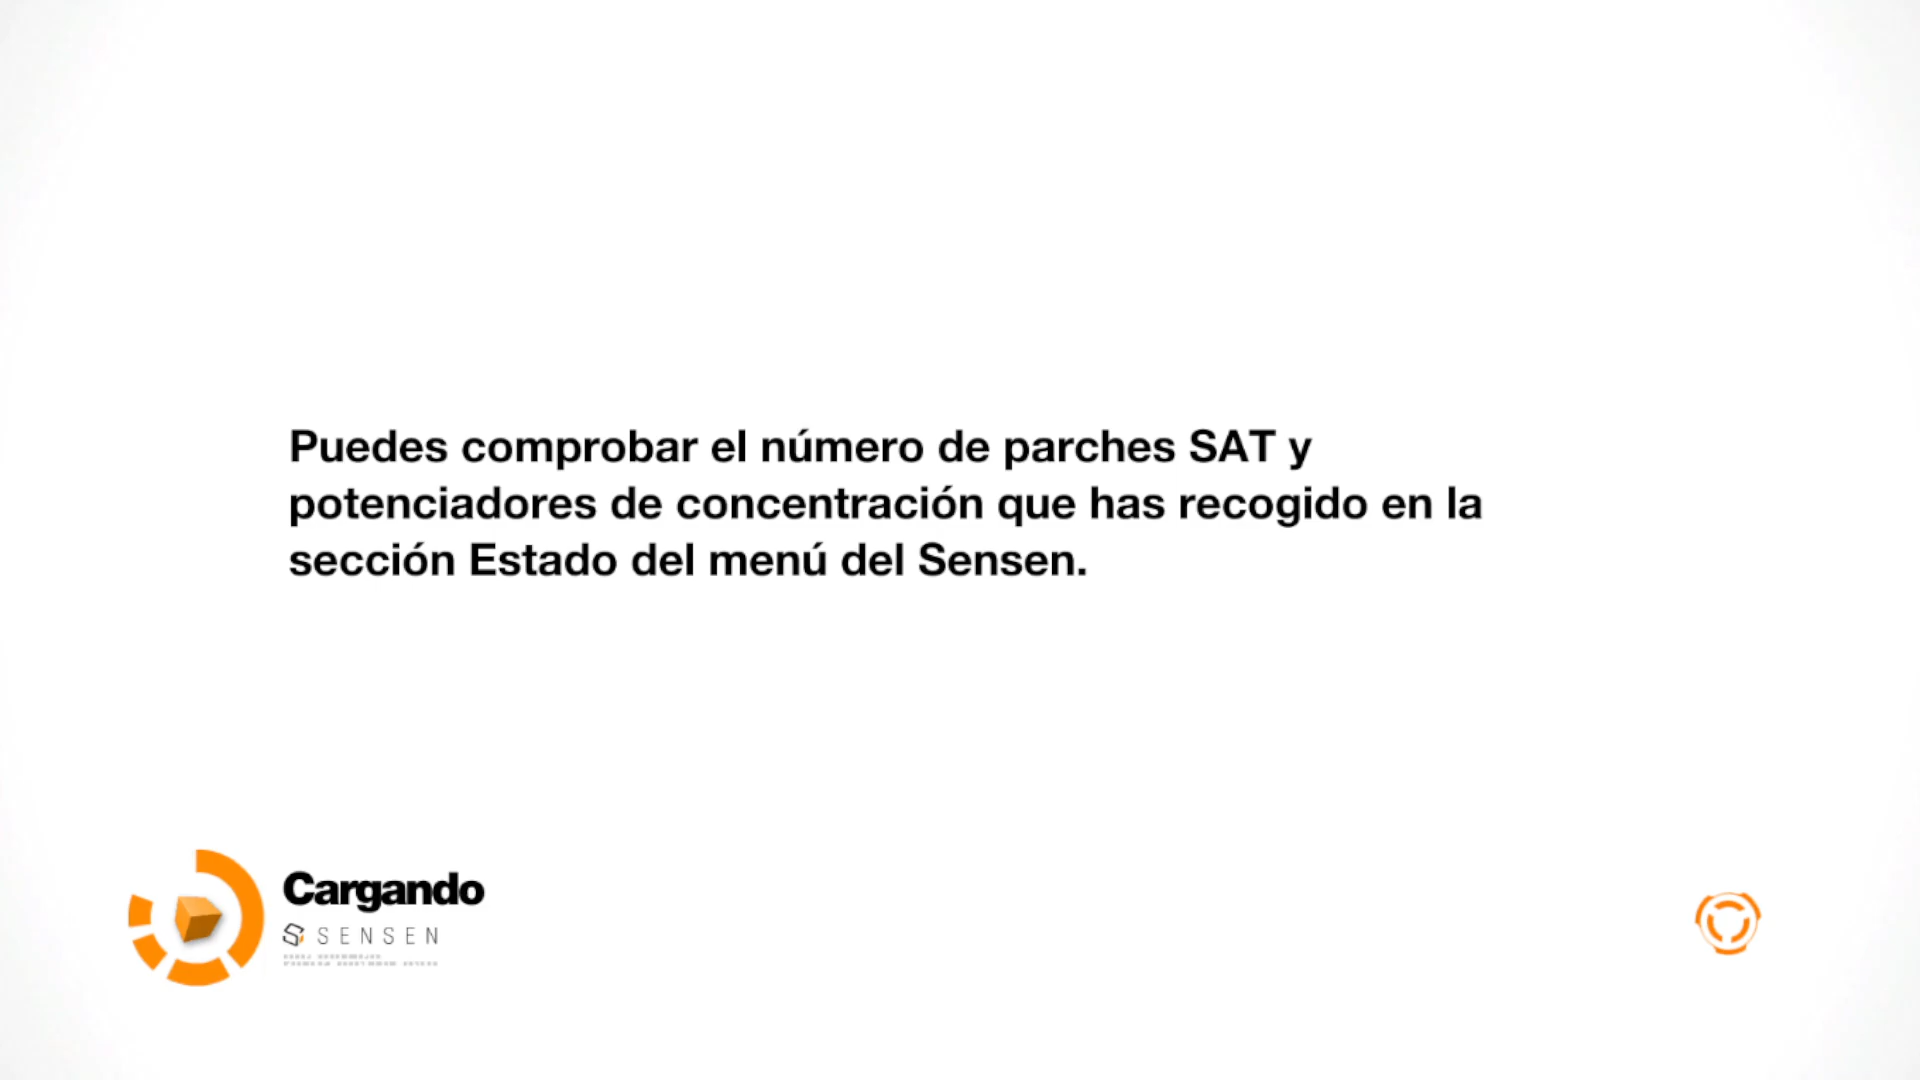 Puedes comprobar el número de parches SAT y
potenciadores de concentración que has recogido en la
sección Estado del menú del Sensen.
Cargando
SENSEN